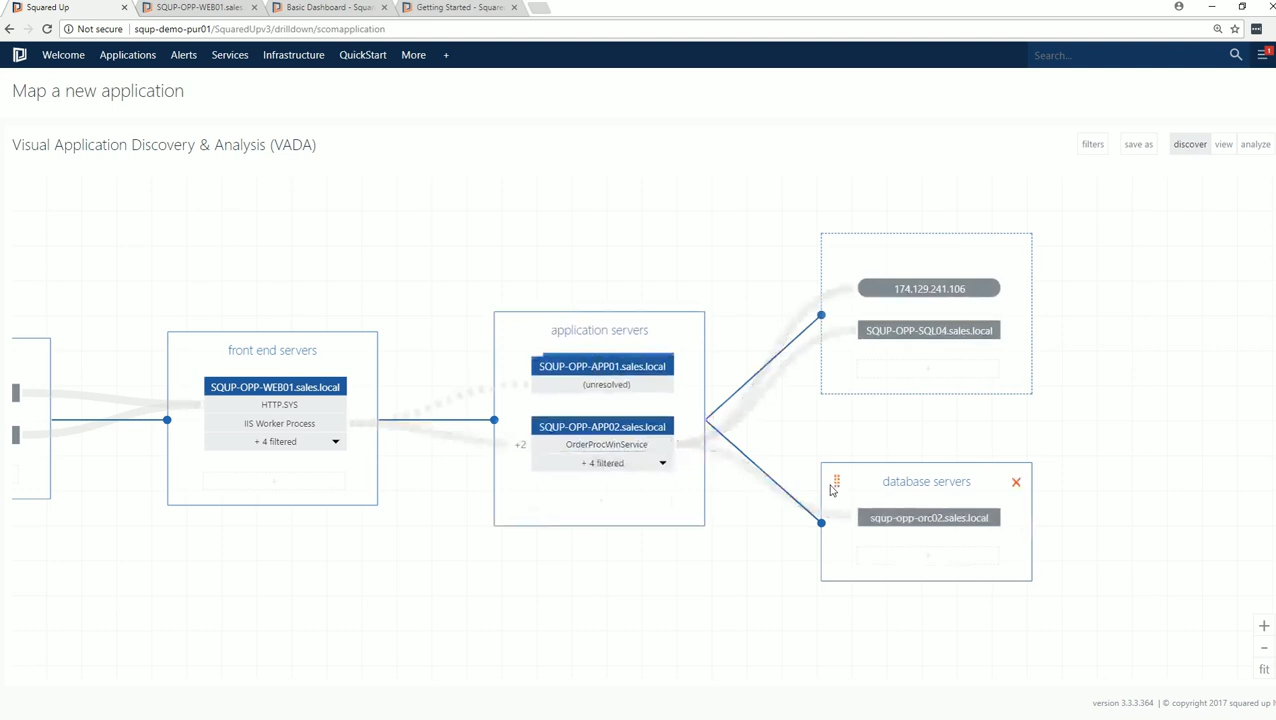 Squared Up
SQUP-OPP-WEB01.sales.
Basic Dashboard - Squar
Getting Started - Square
Not secure | squp-demo-pur01/SquaredUpv3/drilldown/scomapplication
Welcome Applications Alerts Services Infrastructure QuickStart More +
Search...
1
Map a new application
Visual Application Discovery & Analysis (VADA)
filters save as discover view analyze
front end servers
SQUP-OPP-WEB01.sales.local
HTTP.SYS
IIS Worker Process
+ 4 filtered
application servers
SQUP-OPP-APP01.sales.local
(unresolved)
SQUP-OPP-APP02.sales.local
+2
OrderProcWinService
+ 4 filtered
174.129.241.106
SQUP-OPP-SQL04.sales.local
database servers
squp-opp-orc02.sales.local
+
-
fit
version 3.3.3.364 | © copyright 2017 squared up l